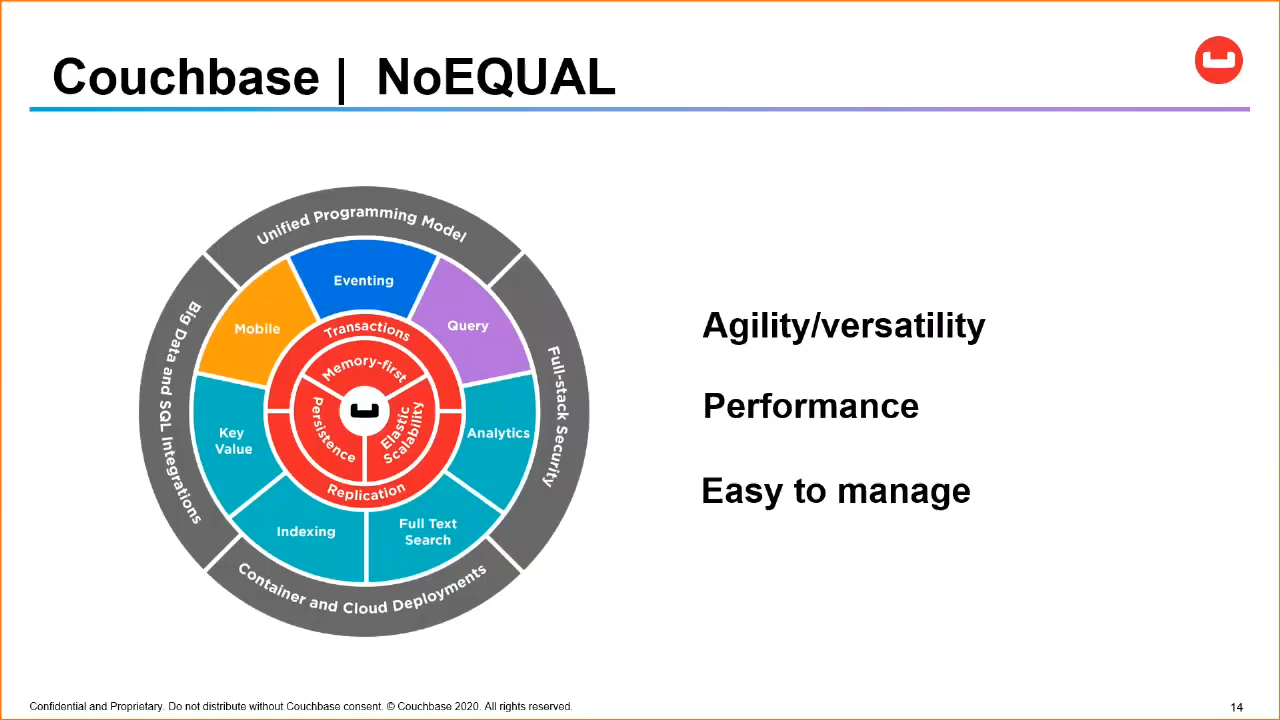 Couchbase | NoEQUAL
Unified Programming Model
Big Data and SQL Integrations
Full-stack Security
Container and Cloud Deployments
Eventing
Mobile
Query
Key
Value
Analytics
Indexing
Full Text
Search
Transactions
Memory-first
Persistence
Elastic
Scalability
Replication
Agility/versatility
Performance
Easy to manage
Confidential and Proprietary. Do not distribute without Couchbase consent. © Couchbase 2020. All rights reserved.
14